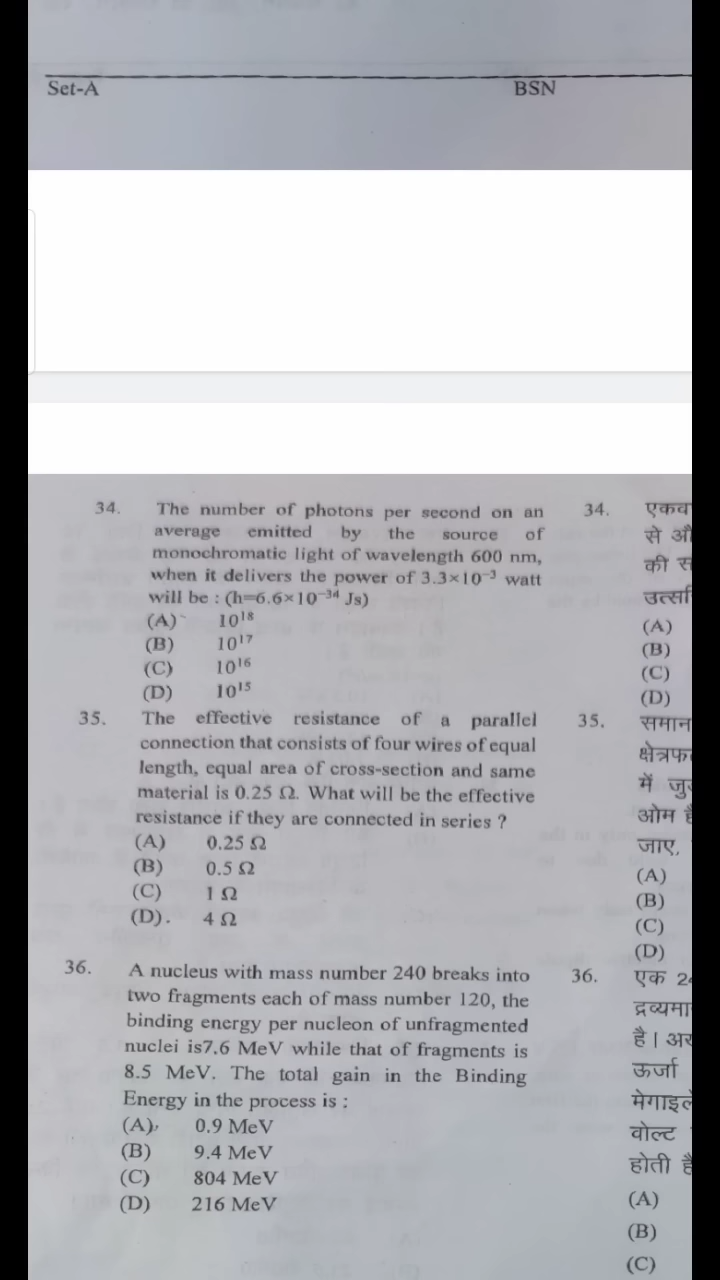 Set-A BSN
34. The number of photons per second on an
average emitted by the source of
monochromatic light of wavelength 600 nm,
when it delivers the power of 3.3×10⁻³ watt
will be : (h=6.6×10⁻³⁴ Js)
(A) 10¹⁸
(B) 10¹⁷
(C) 10¹⁶
(D) 10¹⁵
35. The effective resistance of a parallel
connection that consists of four wires of equal
length, equal area of cross-section and same
material is 0.25 Ω. What will be the effective
resistance if they are connected in series ?
(A) 0.25 Ω
(B) 0.5 Ω
(C) 1 Ω
(D). 4 Ω
36. A nucleus with mass number 240 breaks into
two fragments each of mass number 120, the
binding energy per nucleon of unfragmented
nuclei is7.6 MeV while that of fragments is
8.5 MeV. The total gain in the Binding
Energy in the process is :
(A) 0.9 MeV
(B) 9.4 MeV
(C) 804 MeV
(D) 216 MeV
34.
से
की
(A)
(B)
(C)
(D)
35. समान
में
ओम
जाए,
(A)
(B)
(C)
(D)
36. एक
है।
ऊर्जा
वोल्ट
होती
(A)
(B)
(C)